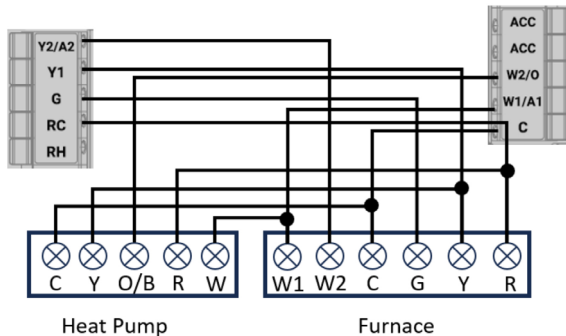 Y2/A2
Y1
G
RC
RH
ACC
ACC
W2/O
W1/A1
C
C Y O/B R W
W1 W2 C G Y R
Heat Pump
Furnace